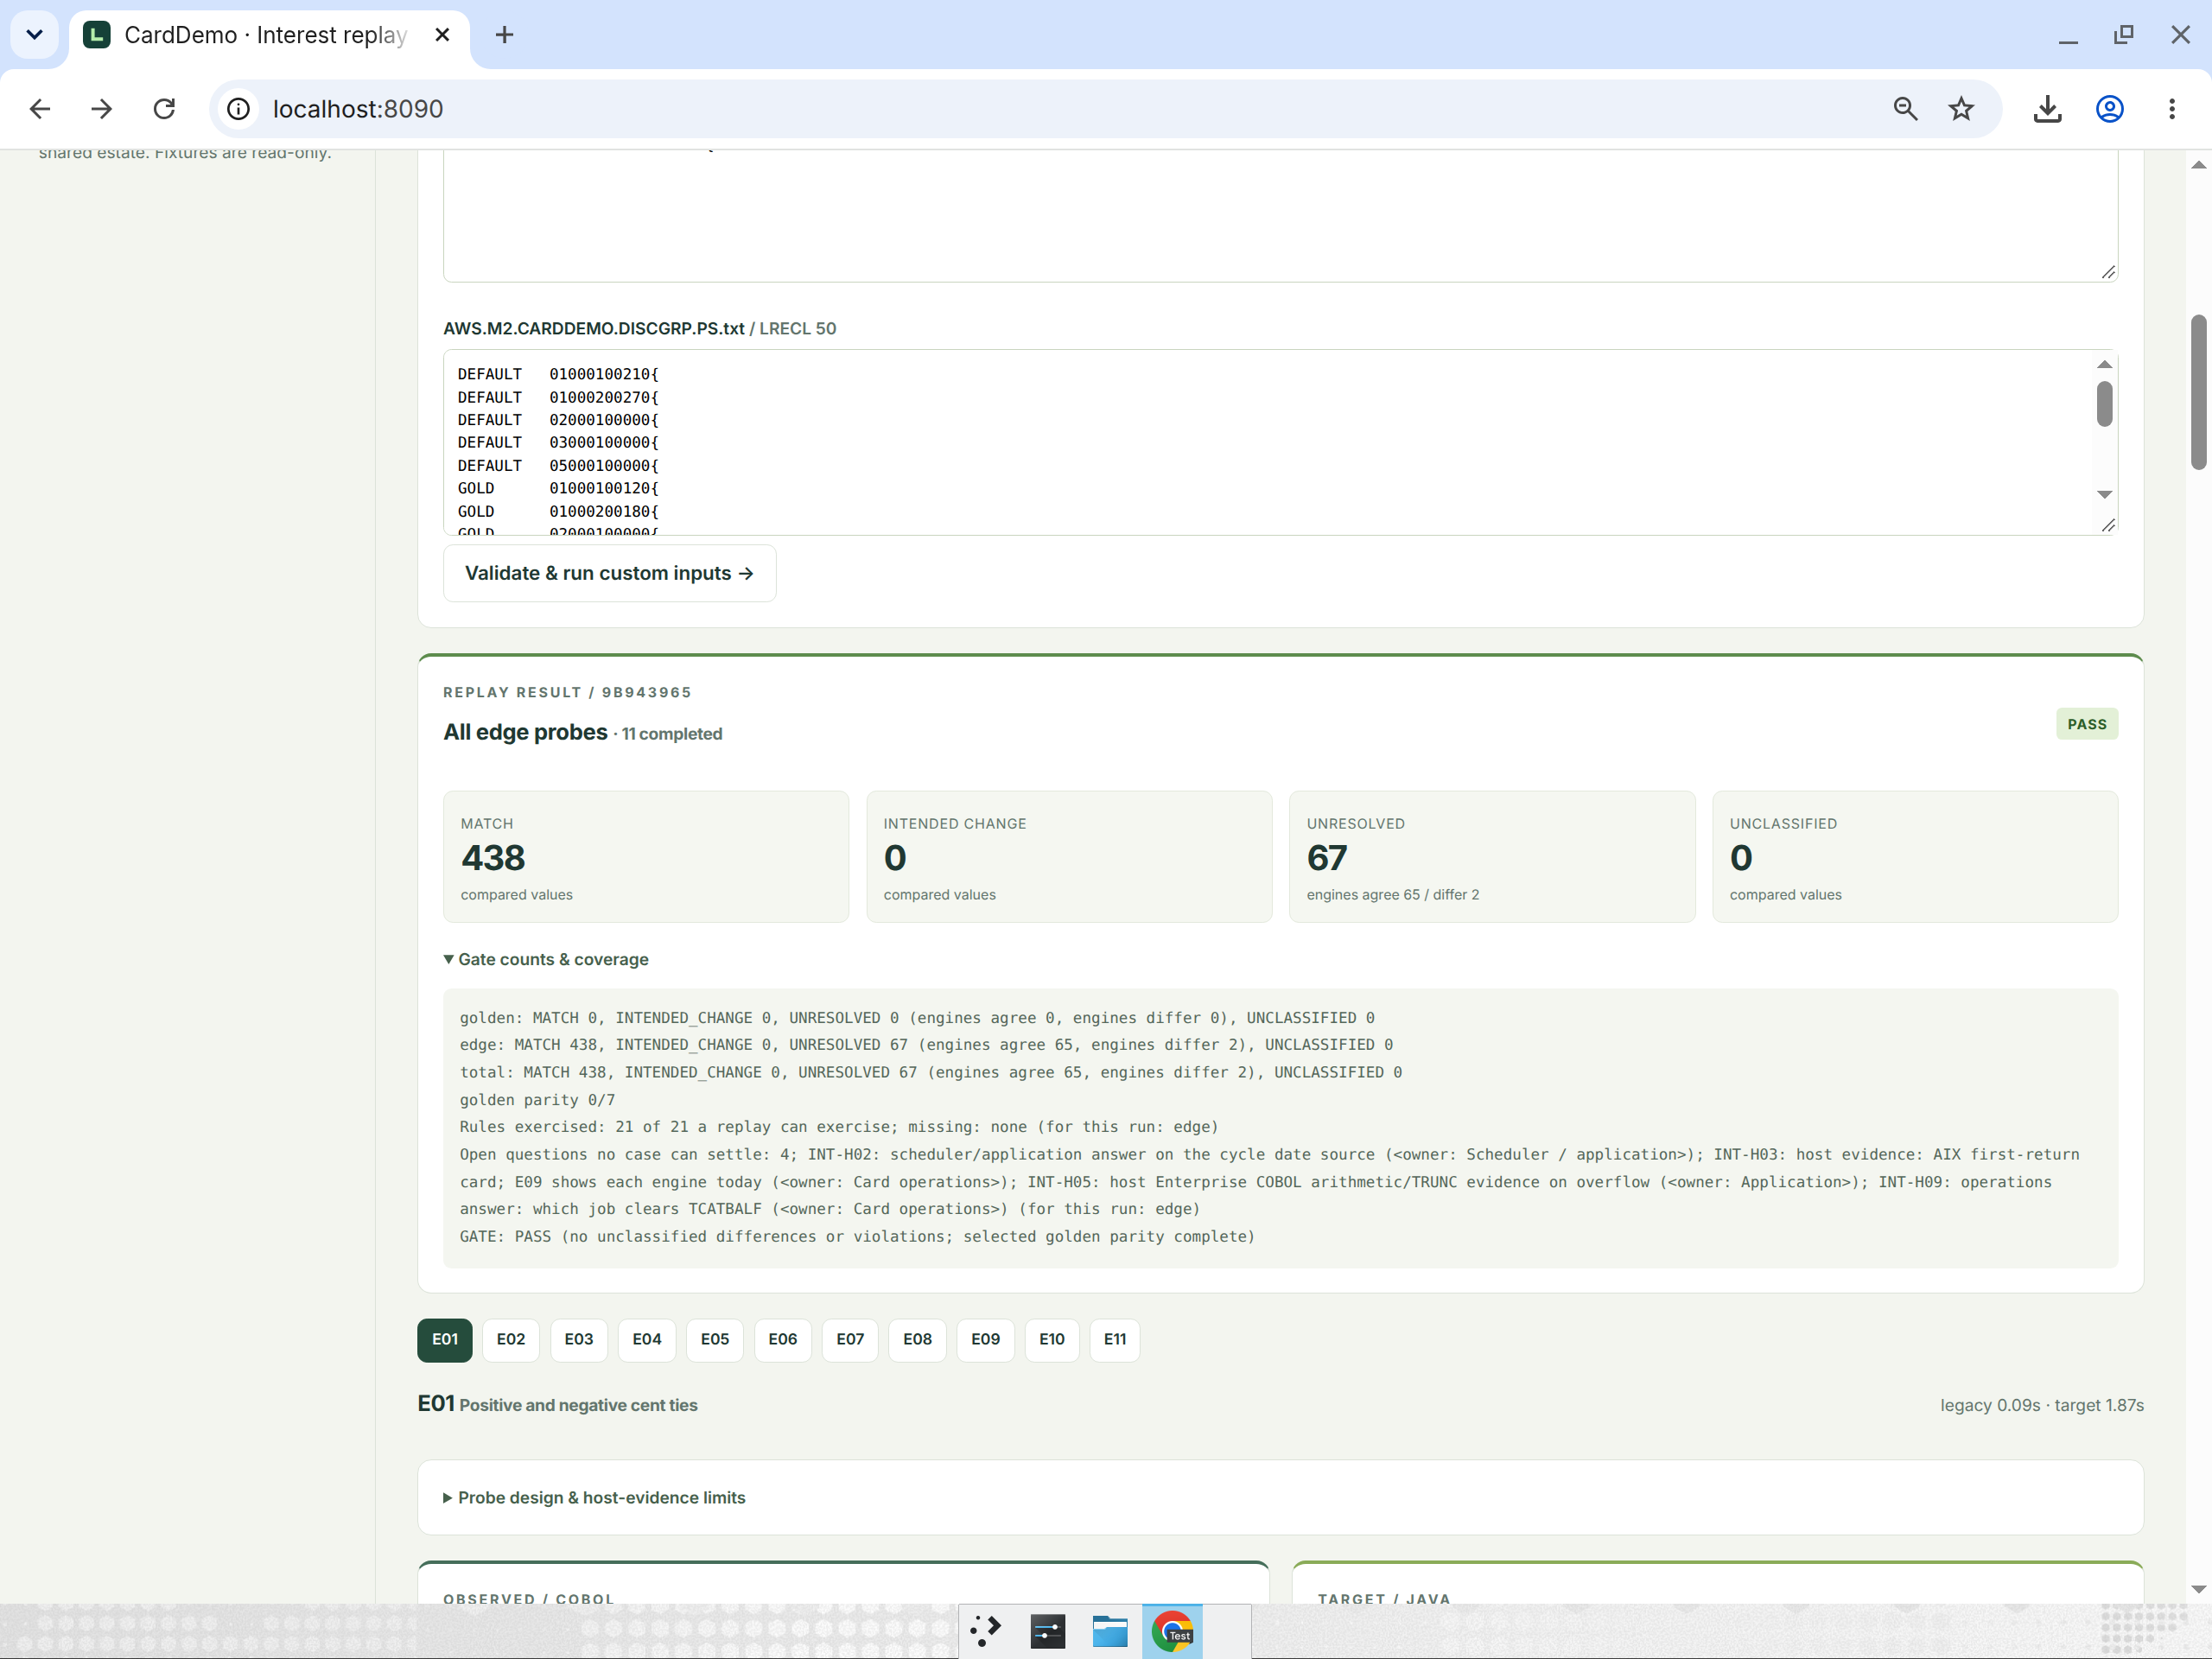 CardDemo · Interest replay
localhost:8090
shared estate. Fixtures are read-only.
AWS.M2.CARDDEMO.DISCGRP.PS.txt / LRECL 50
DEFAULT   01000100210{
DEFAULT   01000200270{
DEFAULT   02000100000{
DEFAULT   03000100000{
DEFAULT   05000100000{
GOLD      01000100120{
GOLD      01000200180{
GOLD      02000100000{
Validate & run custom inputs →
REPLAY RESULT / 9B943965
All edge probes · 11 completed
PASS
MATCH
438
compared values
INTENDED CHANGE
0
compared values
UNRESOLVED
67
engines agree 65 / differ 2
UNCLASSIFIED
0
compared values
▼ Gate counts & coverage
golden: MATCH 0, INTENDED_CHANGE 0, UNRESOLVED 0 (engines agree 0, engines differ 0), UNCLASSIFIED 0
edge: MATCH 438, INTENDED_CHANGE 0, UNRESOLVED 67 (engines agree 65, engines differ 2), UNCLASSIFIED 0
total: MATCH 438, INTENDED_CHANGE 0, UNRESOLVED 67 (engines agree 65, engines differ 2), UNCLASSIFIED 0
golden parity 0/7
Rules exercised: 21 of 21 a replay can exercise; missing: none (for this run: edge)
Open questions no case can settle: 4; INT-H02: scheduler/application answer on the cycle date source (<owner: Scheduler / application>); INT-H03: host evidence: AIX first-return
card; E09 shows each engine today (<owner: Card operations>); INT-H05: host Enterprise COBOL arithmetic/TRUNC evidence on overflow (<owner: Application>); INT-H09: operations
answer: which job clears TCATBALF (<owner: Card operations>) (for this run: edge)
GATE: PASS (no unclassified differences or violations; selected golden parity complete)
E01 E02 E03 E04 E05 E06 E07 E08 E09 E10 E11
E01 Positive and negative cent ties
legacy 0.09s · target 1.87s
▶ Probe design & host-evidence limits
OBSERVED / COBOL
TARGET / JAVA
Test